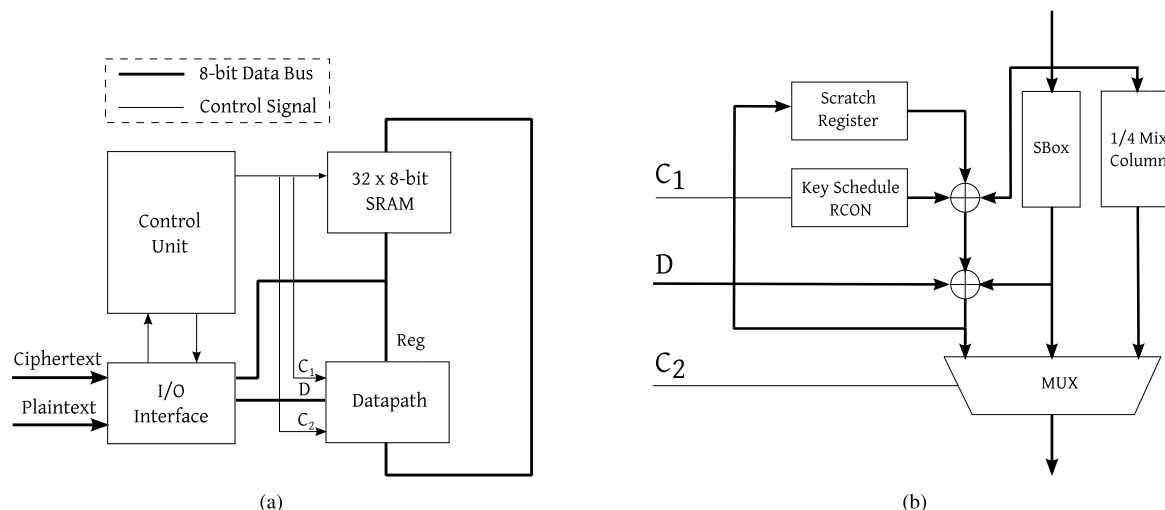 8-bit Data Bus
Control Signal
Control
Unit
32 x 8-bit
SRAM
Reg
Ciphertext
Plaintext
I/O
Interface
C1
D
C2
Datapath
(a)
Scratch
Register
SBox
1/4 Mix
Column
C1
Key Schedule
RCON
D
C2
MUX
(b)